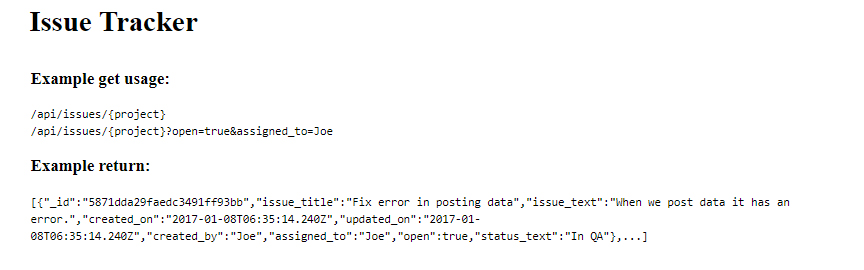 Issue Tracker
Example get usage:
/api/issues/{project}
/api/issues/{project}?open=true&assigned_to=Joe
Example return:
[{"_id":"5871dda29faedc3491ff93bb","issue_title":"Fix error in posting data","issue_text":"When we post data it has an
error.","created_on":"2017-01-08T06:35:14.240Z","updated_on":"2017-01-
08T06:35:14.240Z","created_by":"Joe","assigned_to":"Joe","open":true,"status_text":"In QA"},...]